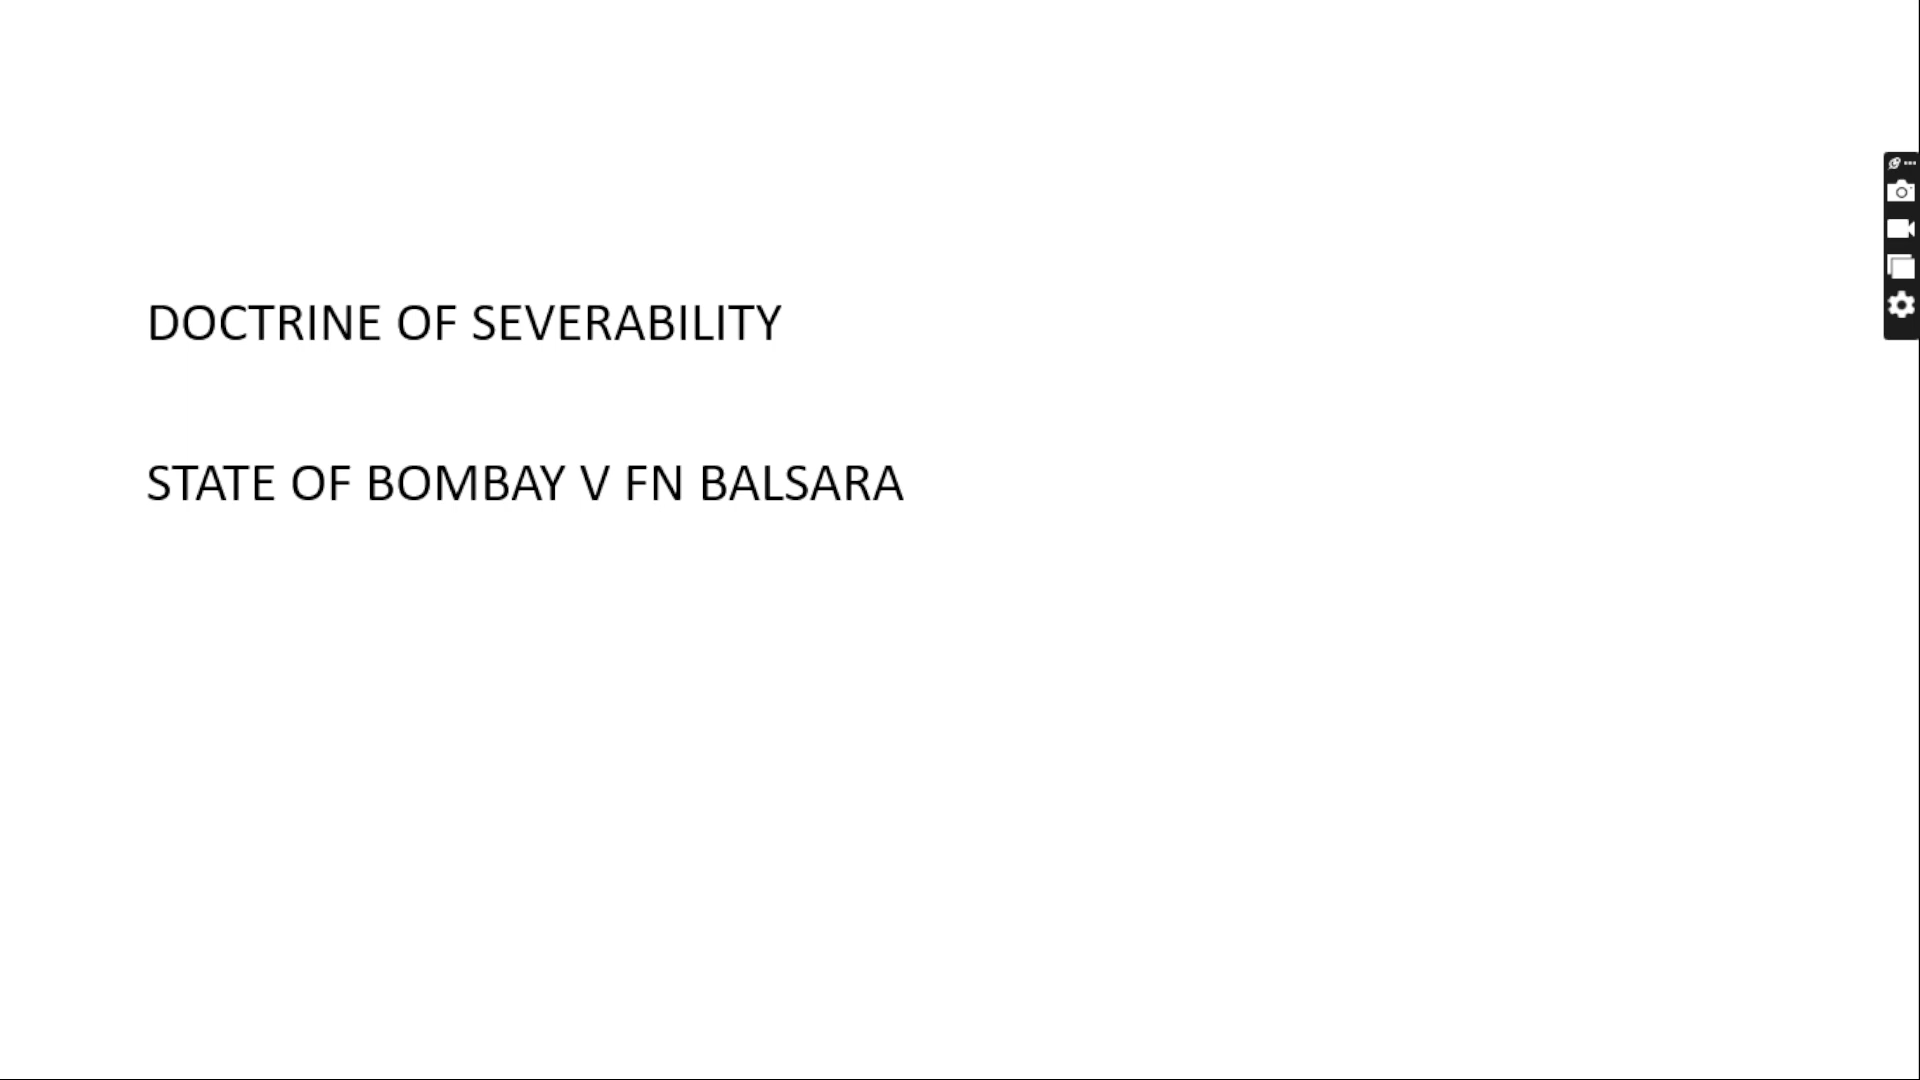 DOCTRINE OF SEVERABILITY
STATE OF BOMBAY V FN BALSARA